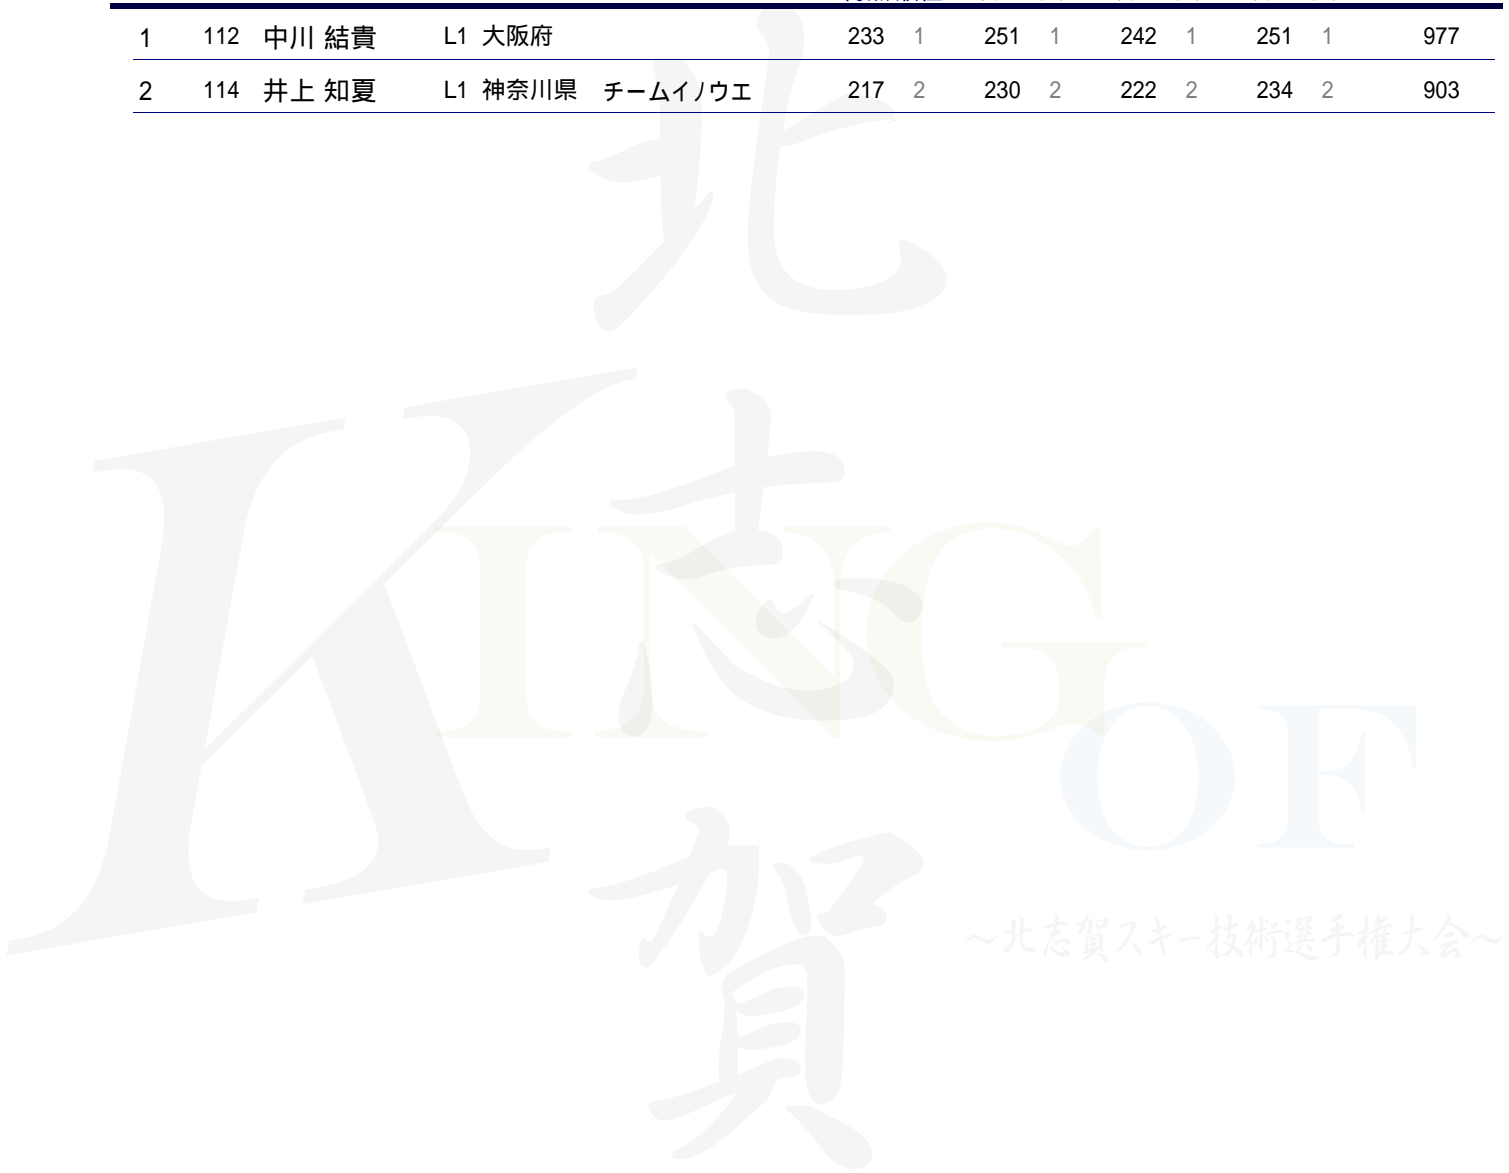 1 112 中川 結貴 L1 大阪府 233 1 251 1 242 1 251 1 977
2 114 井上 知夏 L1 神奈川県 チームイノウエ 217 2 230 2 222 2 234 2 903
北志賀
KING
OF
～北志賀スキー技術選手権大会～